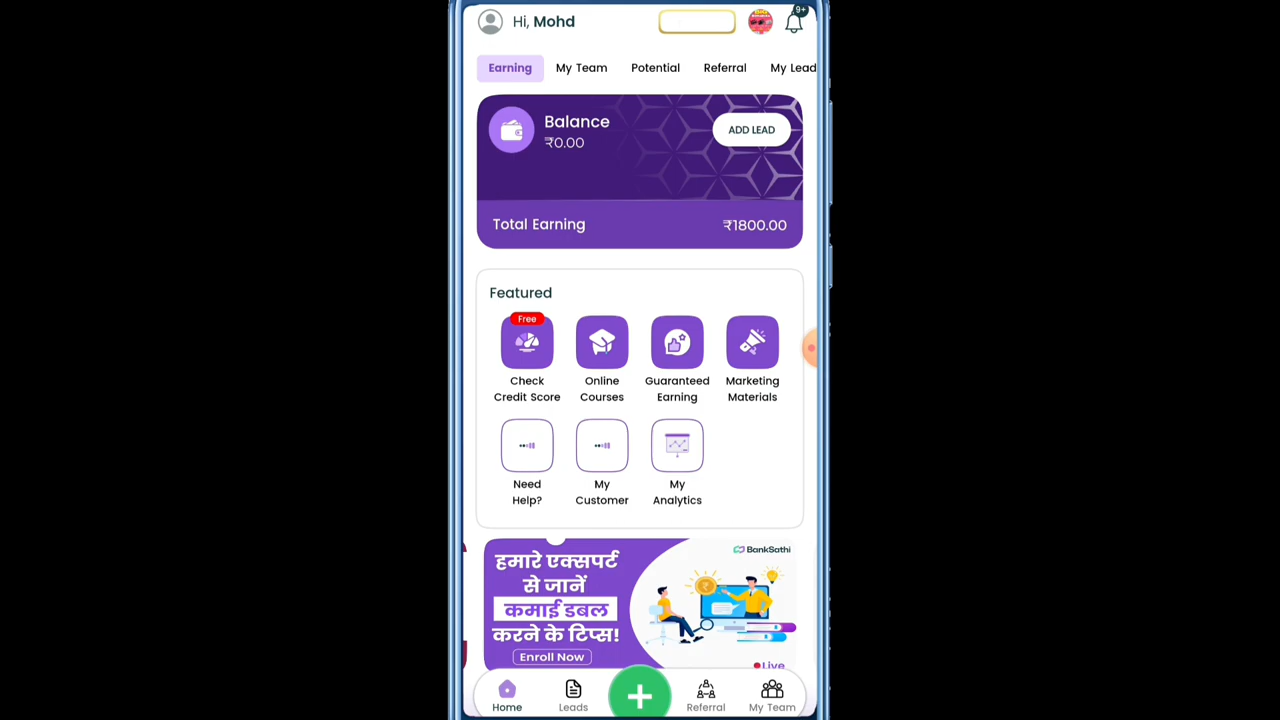 Hi, Mohd
9+
Earning My Team Potential Referral My Lead
Balance
₹0.00
ADD LEAD
Total Earning ₹1800.00
Featured
Free
Check
Credit Score
Online
Courses
Guaranteed
Earning
Marketing
Materials
Need
Help?
My
Customer
My
Analytics
BankSathi
हमारे एक्सपर्ट
से जानें
कमाई डबल
करने के टिप्स!
Enroll Now
Live
Home Leads Referral My Team